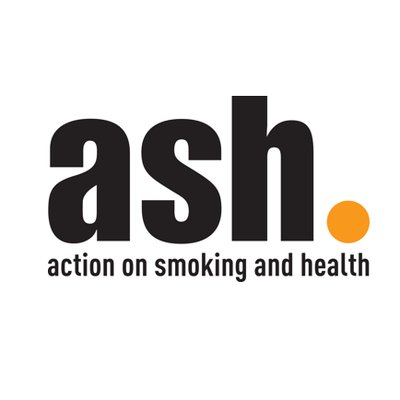 ash.
action on smoking and health